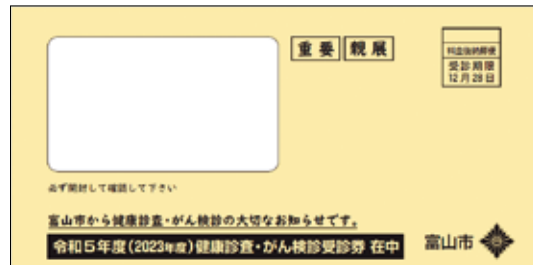 重要 親展
料金後納郵便
受診期限
12月28日
必ず開封して確認して下さい
富山市から健康診査・がん検診の大切なお知らせです。
令和5年度(2023年度)健康診査・がん検診受診券 在中
富山市